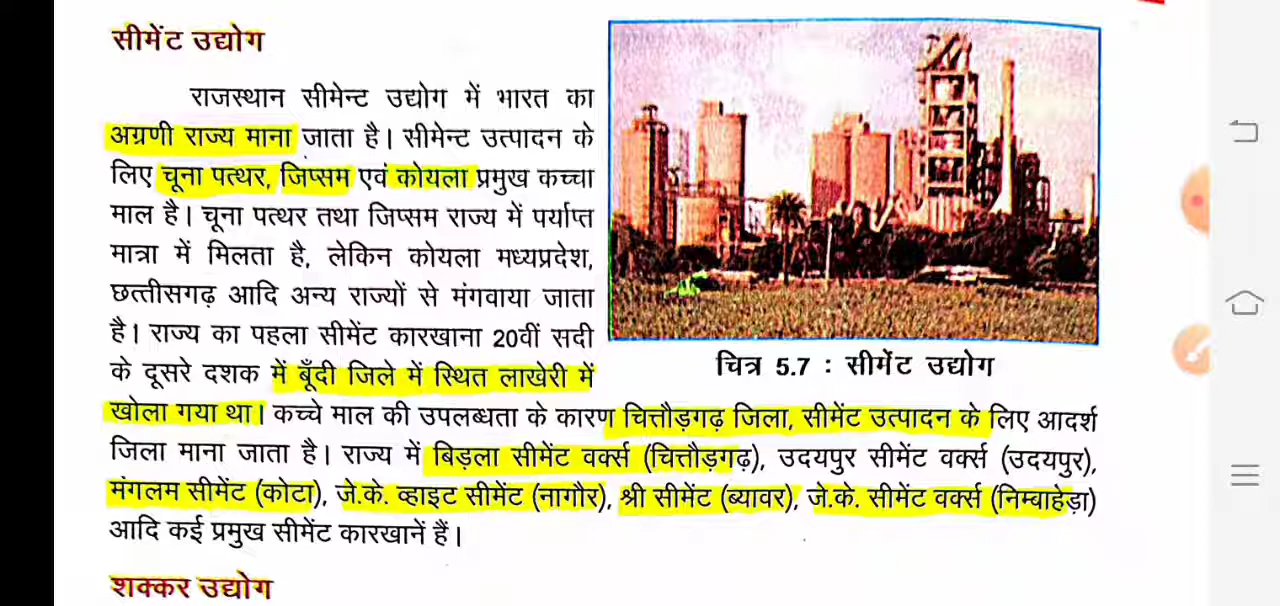 सीमेंट उद्योग
राजस्थान सीमेन्ट उद्योग में भारत का
अग्रणी राज्य माना जाता है। सीमेन्ट उत्पादन के
लिए चूना पत्थर, जिप्सम एवं कोयला प्रमुख कच्चा
माल है। चूना पत्थर तथा जिप्सम राज्य में पर्याप्त
मात्रा में मिलता है, लेकिन कोयला मध्यप्रदेश,
छत्तीसगढ़ आदि अन्य राज्यों से मंगवाया जाता
है। राज्य का पहला सीमेंट कारखाना 20वीं सदी
के दूसरे दशक में बूँदी जिले में स्थित लाखेरी में
चित्र 5.7 : सीमेंट उद्योग
खोला गया था। कच्चे माल की उपलब्धता के कारण चित्तौड़गढ़ जिला, सीमेंट उत्पादन के लिए आदर्श
जिला माना जाता है। राज्य में बिड़ला सीमेंट वर्क्स (चित्तौड़गढ़), उदयपुर सीमेंट वर्क्स (उदयपुर),
मंगलम सीमेंट (कोटा), जे.के. व्हाइट सीमेंट (नागौर), श्री सीमेंट (ब्यावर), जे.के. सीमेंट वर्क्स (निम्बाहेड़ा)
आदि कई प्रमुख सीमेंट कारखानें हैं।
शक्कर उद्योग